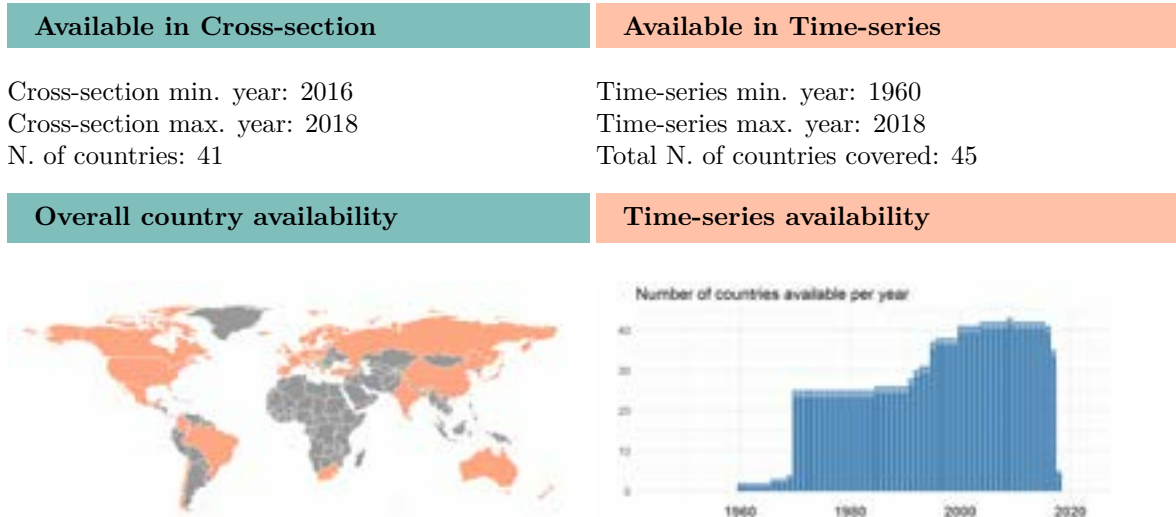 Available in Cross-section
Available in Time-series
Cross-section min. year: 2016
Cross-section max. year: 2018
N. of countries: 41
Time-series min. year: 1960
Time-series max. year: 2018
Total N. of countries covered: 45
Overall country availability
Time-series availability
Number of countries available per year
40
30
20
10
0
1960
1980
2000
2020